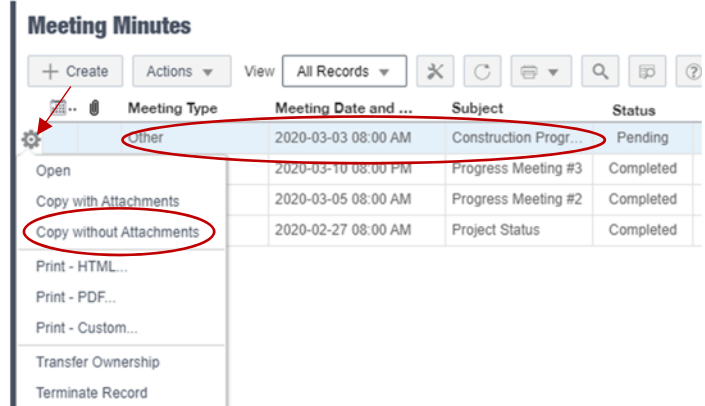 Meeting Minutes
Create Actions View All Records
.. Meeting Type Meeting Date and ... Subject Status
Other 2020-03-03 08:00 AM Construction Progr... Pending
Open 2020-03-10 08:00 PM Progress Meeting #3 Completed
Copy with Attachments 2020-03-05 08:00 AM Progress Meeting #2 Completed
Copy without Attachments 2020-02-27 08:00 AM Project Status Completed
Print - HTML...
Print - PDF...
Print - Custom...
Transfer Ownership
Terminate Record